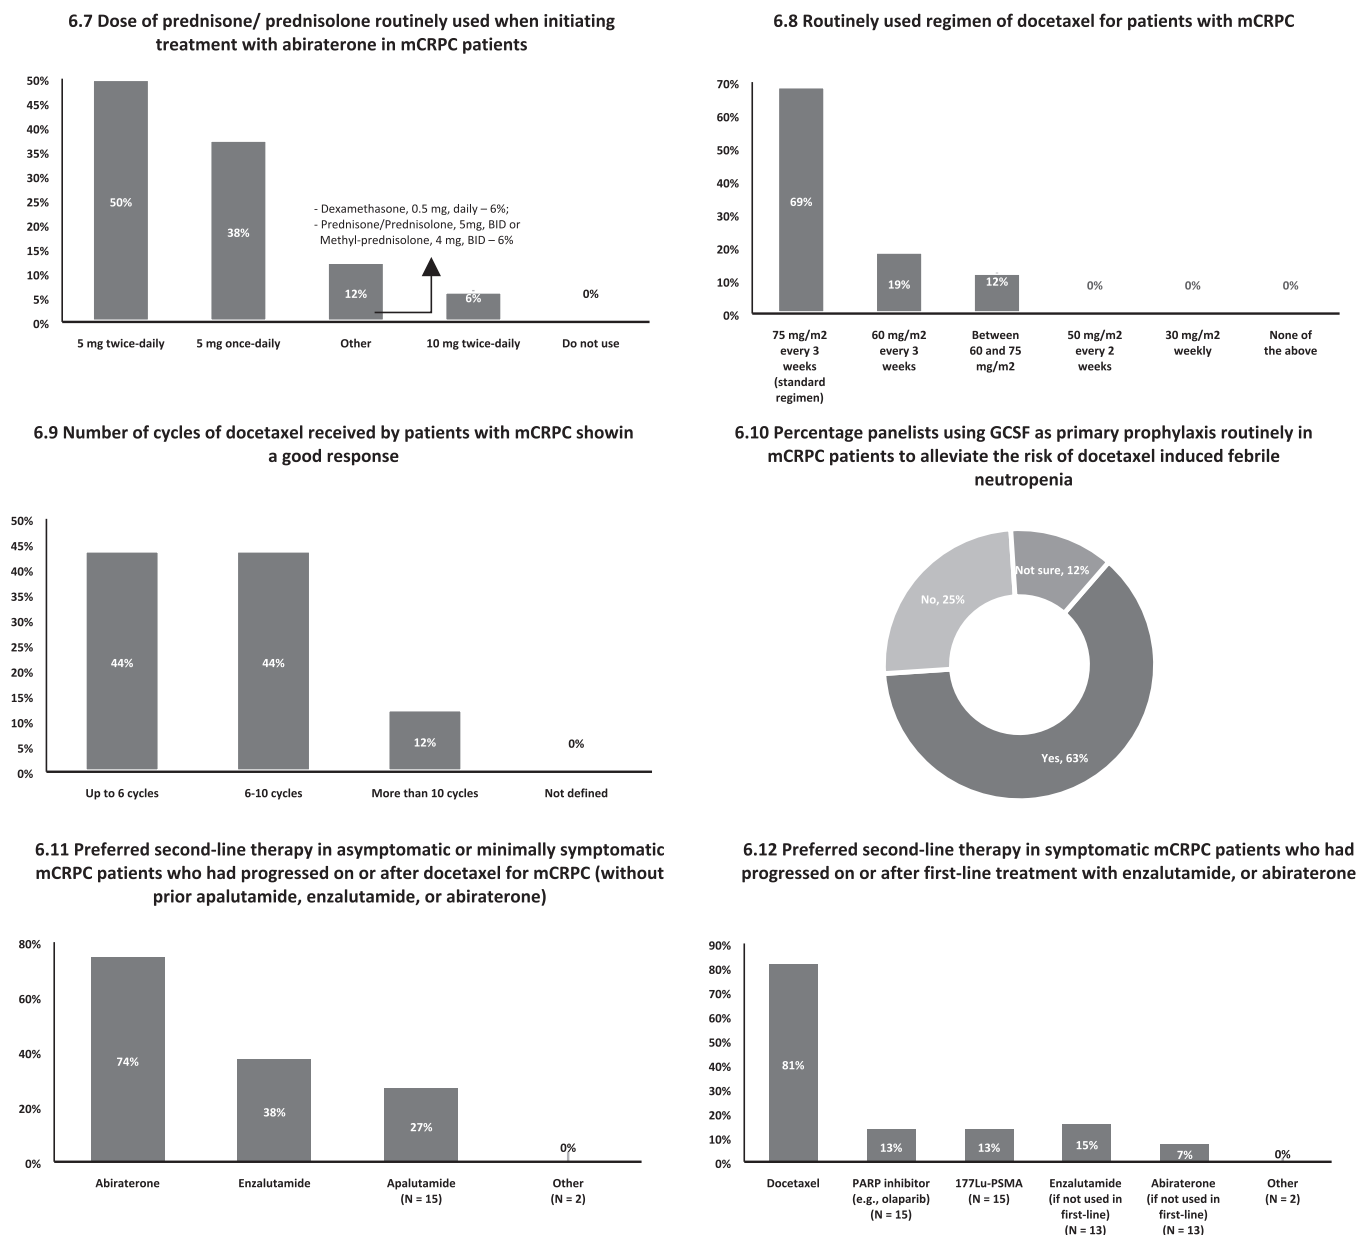 6.7 Dose of prednisone/ prednisolone routinely used when initiating
treatment with abiraterone in mCRPC patients
50%
45%
40%
35%
30%
25%
20%
15%
10%
5%
0%
50%
38%
12%
6%
0%
- Dexamethasone, 0.5 mg, daily – 6%;
- Prednisone/Prednisolone, 5mg, BID or
Methyl-prednisolone, 4 mg, BID – 6%
5 mg twice-daily
5 mg once-daily
Other
10 mg twice-daily
Do not use
6.8 Routinely used regimen of docetaxel for patients with mCRPC
70%
60%
50%
40%
30%
20%
10%
0%
69%
19%
12%
0%
0%
0%
75 mg/m2
every 3
weeks
(standard
regimen)
60 mg/m2
every 3
weeks
Between
60 and 75
mg/m2
50 mg/m2
every 2
weeks
30 mg/m2
weekly
None of
the above
6.9 Number of cycles of docetaxel received by patients with mCRPC showin
a good response
50%
45%
40%
35%
30%
25%
20%
15%
10%
5%
0%
44%
44%
12%
0%
Up to 6 cycles
6-10 cycles
More than 10 cycles
Not defined
6.10 Percentage panelists using GCSF as primary prophylaxis routinely in
mCRPC patients to alleviate the risk of docetaxel induced febrile
neutropenia
Not sure, 12%
No, 25%
Yes, 63%
6.11 Preferred second-line therapy in asymptomatic or minimally symptomatic
mCRPC patients who had progressed on or after docetaxel for mCRPC (without
prior apalutamide, enzalutamide, or abiraterone)
80%
60%
40%
20%
0%
74%
38%
27%
0%
Abiraterone
Enzalutamide
Apalutamide
(N = 15)
Other
(N = 2)
6.12 Preferred second-line therapy in symptomatic mCRPC patients who had
progressed on or after first-line treatment with enzalutamide, or abiraterone
90%
80%
70%
60%
50%
40%
30%
20%
10%
0%
81%
13%
13%
15%
7%
0%
Docetaxel
PARP inhibitor
(e.g., olaparib)
(N = 15)
177Lu-PSMA
(N = 15)
Enzalutamide
(if not used in
first-line)
(N = 13)
Abiraterone
(if not used in
first-line)
(N = 13)
Other
(N = 2)